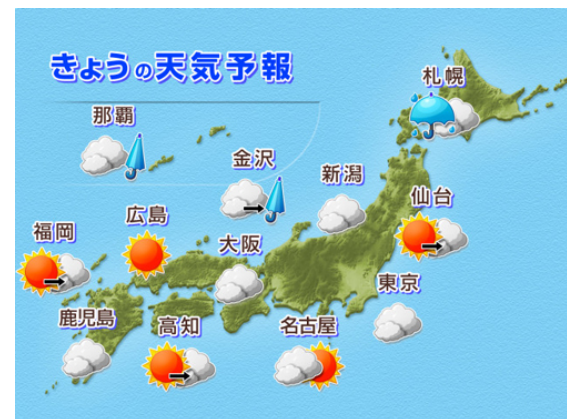 きょうの天気予報
札幌
那覇
金沢
新潟
仙台
広島
福岡
大阪
東京
鹿児島
高知
名古屋